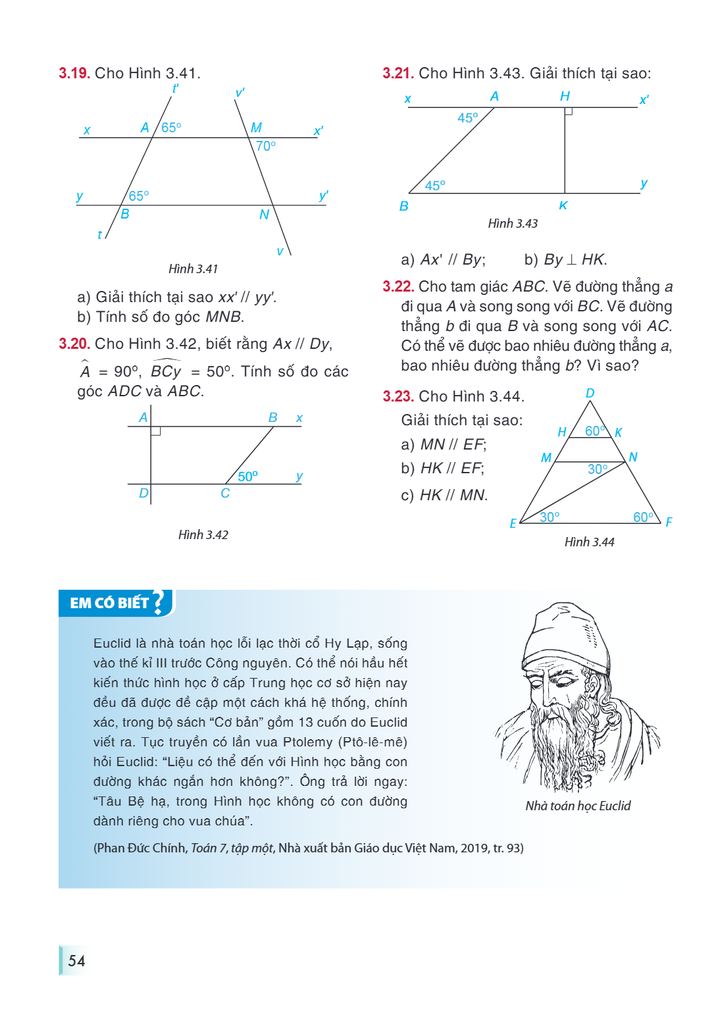 3.19. Cho Hình 3.41.
t'
v'
x
A
65°
M
x'
70°
y
65°
y'
B
N
t
v
Hình 3.41
a) Giải thích tại sao xx' // yy'.
b) Tính số đo góc MNB.
3.20. Cho Hình 3.42, biết rằng Ax // Dy,
A = 90°, BCy = 50°. Tính số đo các
góc ADC và ABC.
A
B
x
50°
y
D
C
Hình 3.42
3.21. Cho Hình 3.43. Giải thích tại sao:
x
A
H
x'
45°
45°
y
B
K
Hình 3.43
a) Ax' // By; b) By ⊥ HK.
3.22. Cho tam giác ABC. Vẽ đường thẳng a
đi qua A và song song với BC. Vẽ đường
thẳng b đi qua B và song song với AC.
Có thể vẽ được bao nhiêu đường thẳng a,
bao nhiêu đường thẳng b? Vì sao?
3.23. Cho Hình 3.44.
Giải thích tại sao:
a) MN // EF;
b) HK // EF;
c) HK // MN.
D
H
60°
K
M
N
30°
E
30°
60°
F
Hình 3.44
EM CÓ BIẾT?
Euclid là nhà toán học lỗi lạc thời cổ Hy Lạp, sống
vào thế kỉ III trước Công nguyên. Có thể nói hầu hết
kiến thức hình học ở cấp Trung học cơ sở hiện nay
đều đã được đề cập một cách khá hệ thống, chính
xác, trong bộ sách “Cơ bản” gồm 13 cuốn do Euclid
viết ra. Tục truyền có lần vua Ptolemy (Ptô-lê-mê)
hỏi Euclid: “Liệu có thể đến với Hình học bằng con
đường khác ngắn hơn không?”. Ông trả lời ngay:
“Tâu Bệ hạ, trong Hình học không có con đường
dành riêng cho vua chúa”.
Nhà toán học Euclid
(Phan Đức Chính, Toán 7, tập một, Nhà xuất bản Giáo dục Việt Nam, 2019, tr. 93)
54